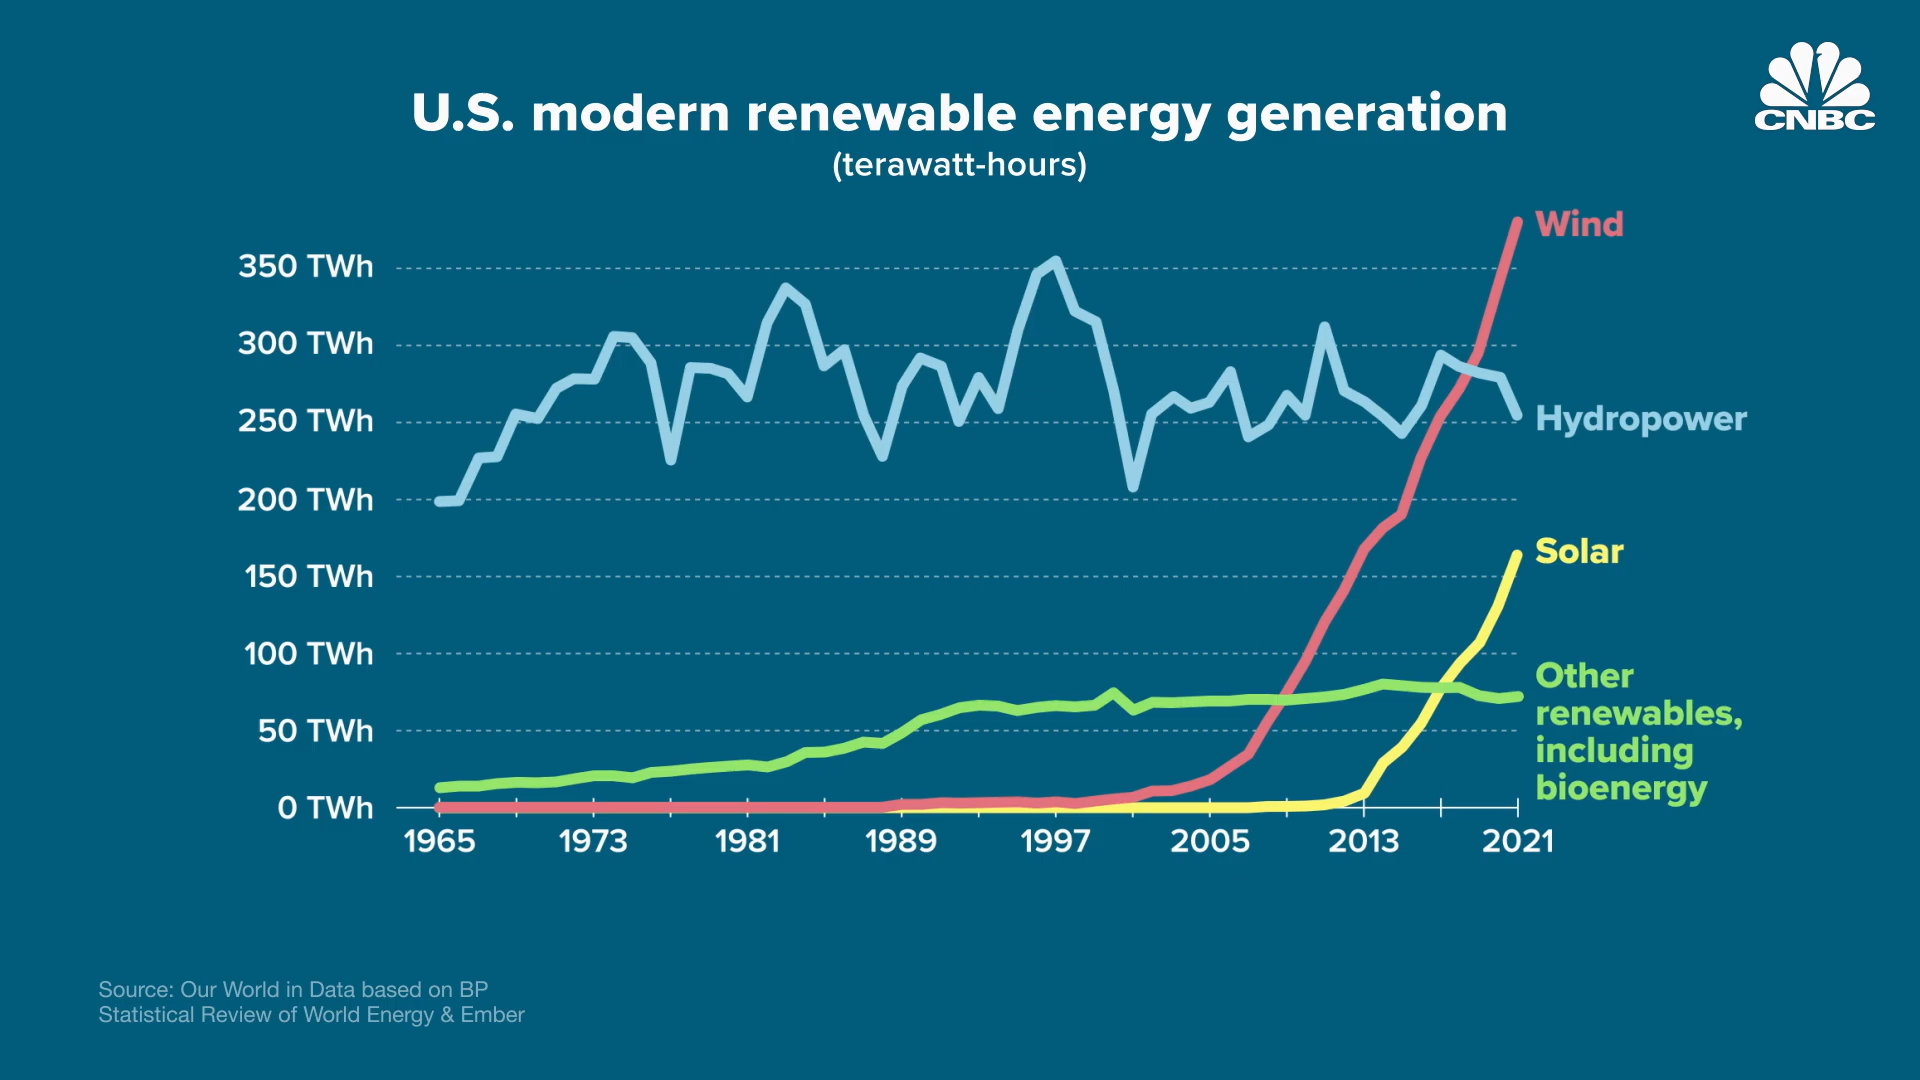 U.S. modern renewable energy generation
(terawatt-hours)
CNBC
Wind
350 TWh
300 TWh
250 TWh
Hydropower
200 TWh
Solar
150 TWh
100 TWh
Other
renewables,
including
bioenergy
50 TWh
0 TWh
1965 1973 1981 1989 1997 2005 2013 2021
Source: Our World in Data based on BP
Statistical Review of World Energy & Ember